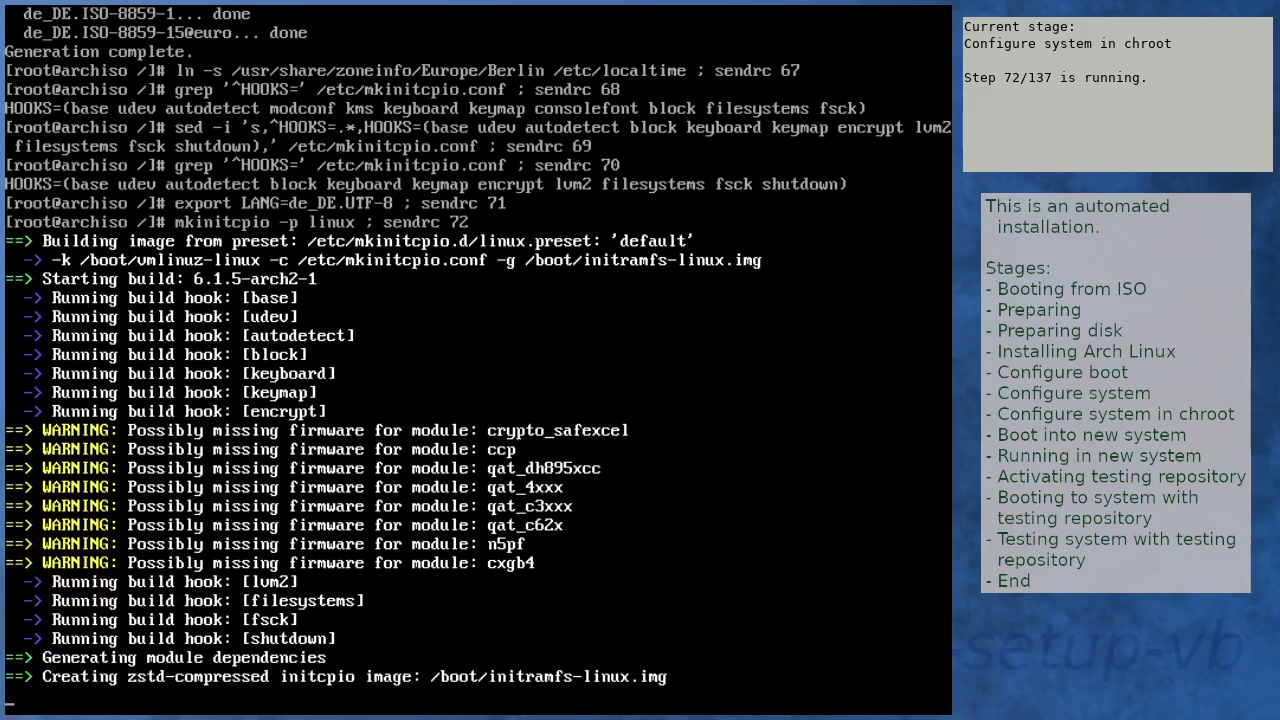 de_DE.ISO-8859-1... done
de_DE.ISO-8859-15@euro... done
Generation complete.
[root@archiso /]# ln -s /usr/share/zoneinfo/Europe/Berlin /etc/localtime ; sendrc 67
[root@archiso /]# grep '^HOOKS=' /etc/mkinitcpio.conf ; sendrc 68
HOOKS=(base udev autodetect modconf kms keyboard keymap consolefont block filesystems fsck)
[root@archiso /]# sed -i 's,^HOOKS=.*,HOOKS=(base udev autodetect block keyboard keymap encrypt lvm2
filesystems fsck shutdown),' /etc/mkinitcpio.conf ; sendrc 69
[root@archiso /]# grep '^HOOKS=' /etc/mkinitcpio.conf ; sendrc 70
HOOKS=(base udev autodetect block keyboard keymap encrypt lvm2 filesystems fsck shutdown)
[root@archiso /]# export LANG=de_DE.UTF-8 ; sendrc 71
[root@archiso /]# mkinitcpio -p linux ; sendrc 72
==> Building image from preset: /etc/mkinitcpio.d/linux.preset: 'default'
-> -k /boot/vmlinuz-linux -c /etc/mkinitcpio.conf -g /boot/initramfs-linux.img
==> Starting build: 6.1.5-arch2-1
-> Running build hook: [base]
-> Running build hook: [udev]
-> Running build hook: [autodetect]
-> Running build hook: [block]
-> Running build hook: [keyboard]
-> Running build hook: [keymap]
-> Running build hook: [encrypt]
==> WARNING: Possibly missing firmware for module: crypto_safexcel
==> WARNING: Possibly missing firmware for module: ccp
==> WARNING: Possibly missing firmware for module: qat_dh895xcc
==> WARNING: Possibly missing firmware for module: qat_4xxx
==> WARNING: Possibly missing firmware for module: qat_c3xxx
==> WARNING: Possibly missing firmware for module: qat_c62x
==> WARNING: Possibly missing firmware for module: n5pf
==> WARNING: Possibly missing firmware for module: cxgb4
-> Running build hook: [lvm2]
-> Running build hook: [filesystems]
-> Running build hook: [fsck]
-> Running build hook: [shutdown]
==> Generating module dependencies
==> Creating zstd-compressed initcpio image: /boot/initramfs-linux.img
_
Current stage:
Configure system in chroot
Step 72/137 is running.
This is an automated
installation.
Stages:
- Booting from ISO
- Preparing
- Preparing disk
- Installing Arch Linux
- Configure boot
- Configure system
- Configure system in chroot
- Boot into new system
- Running in new system
- Activating testing repository
- Booting to system with
testing repository
- Testing system with testing
repository
- End
-setup-vb